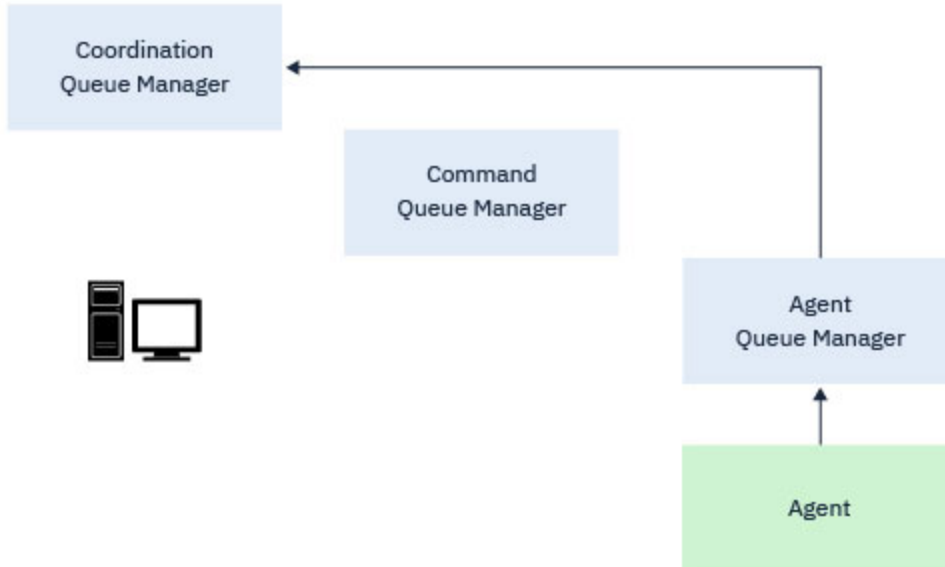 Coordination
Queue Manager
Command
Queue Manager
Agent
Queue Manager
Agent